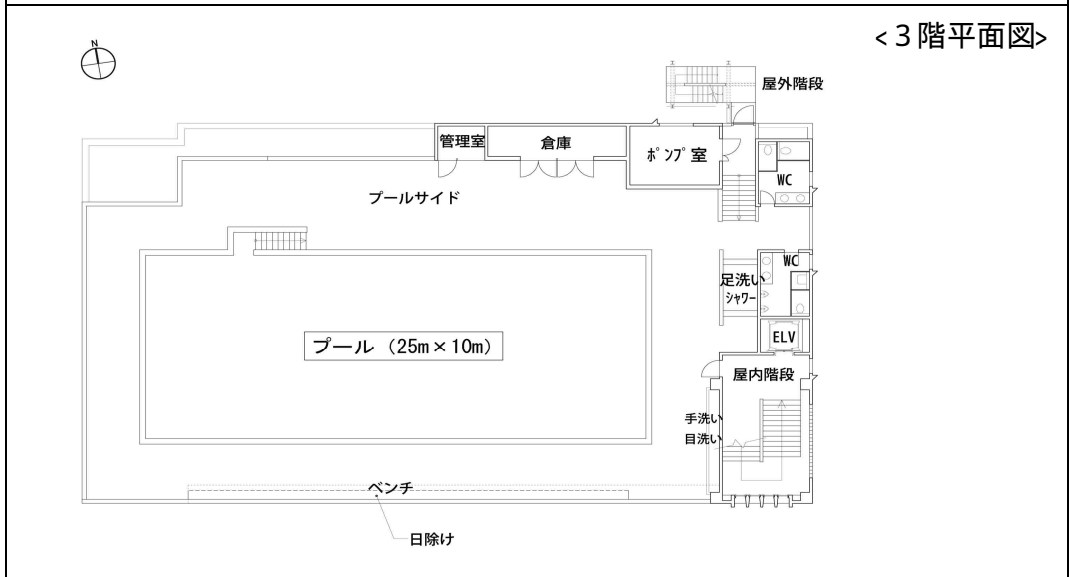 <３階平面図>
N
屋外階段
管理室
倉庫
ﾎﾟﾝﾌﾟ室
WC
プールサイド
WC
足洗い
ｼｬﾜｰ
プール（25m×10m）
ELV
屋内階段
手洗い
目洗い
ベンチ
日除け